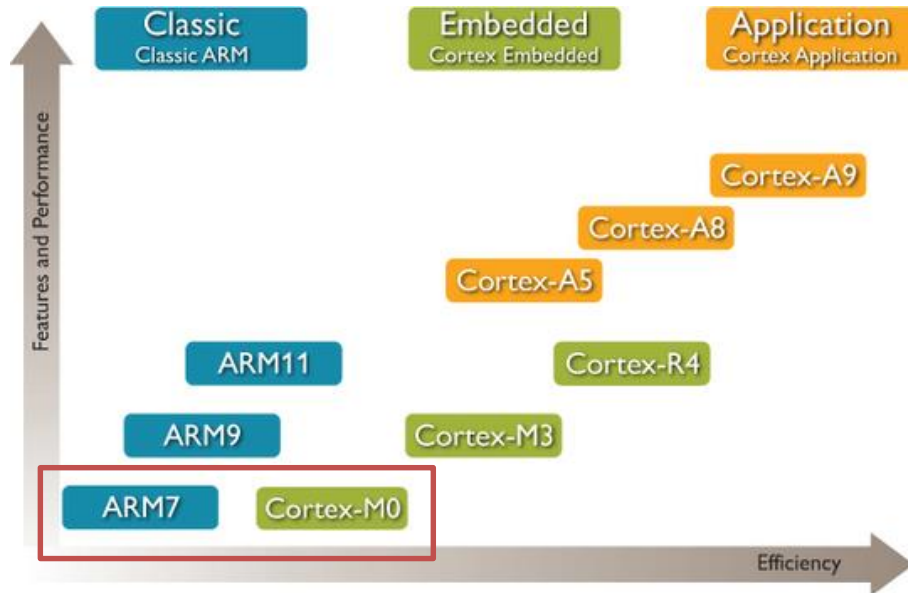 Classic
Classic ARM
Embedded
Cortex Embedded
Application
Cortex Application
Features and Performance
Cortex-A9
Cortex-A8
Cortex-A5
ARM11
Cortex-R4
ARM9
Cortex-M3
ARM7
Cortex-M0
Efficiency